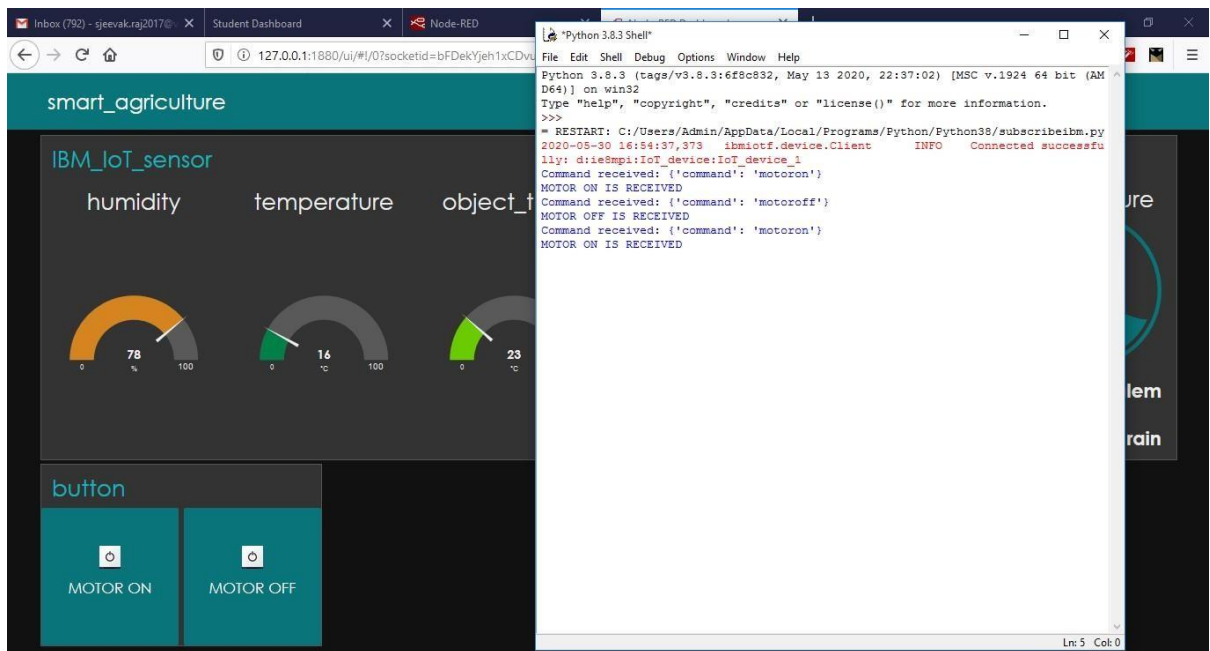 Inbox (792) - sjeevak.raj2017@
Student Dashboard
Node-RED
127.0.0.1:1880/ui/#!/0?socketid=bFDekYjeh1xCDvu
smart_agriculture
IBM_IoT_sensor
humidity
temperature
object_t
78
0
%
100
16
0
°C
100
23
0
°C
button
MOTOR ON
MOTOR OFF
*Python 3.8.3 Shell*
File Edit Shell Debug Options Window Help
Python 3.8.3 (tags/v3.8.3:6f8c832, May 13 2020, 22:37:02) [MSC v.1924 64 bit (AM
D64)] on win32
Type "help", "copyright", "credits" or "license()" for more information.
>>>
= RESTART: C:/Users/Admin/AppData/Local/Programs/Python/Python38/subscribeibm.py
2020-05-30 16:54:37,373 ibmiotf.device.Client INFO Connected successfu
lly: d:ie8mpi:IoT_device:IoT_device_1
Command received: {'command': 'motoron'}
MOTOR ON IS RECEIVED
Command received: {'command': 'motoroff'}
MOTOR OFF IS RECEIVED
Command received: {'command': 'motoron'}
MOTOR ON IS RECEIVED
Ln: 5 Col: 0
ure
lem
rain